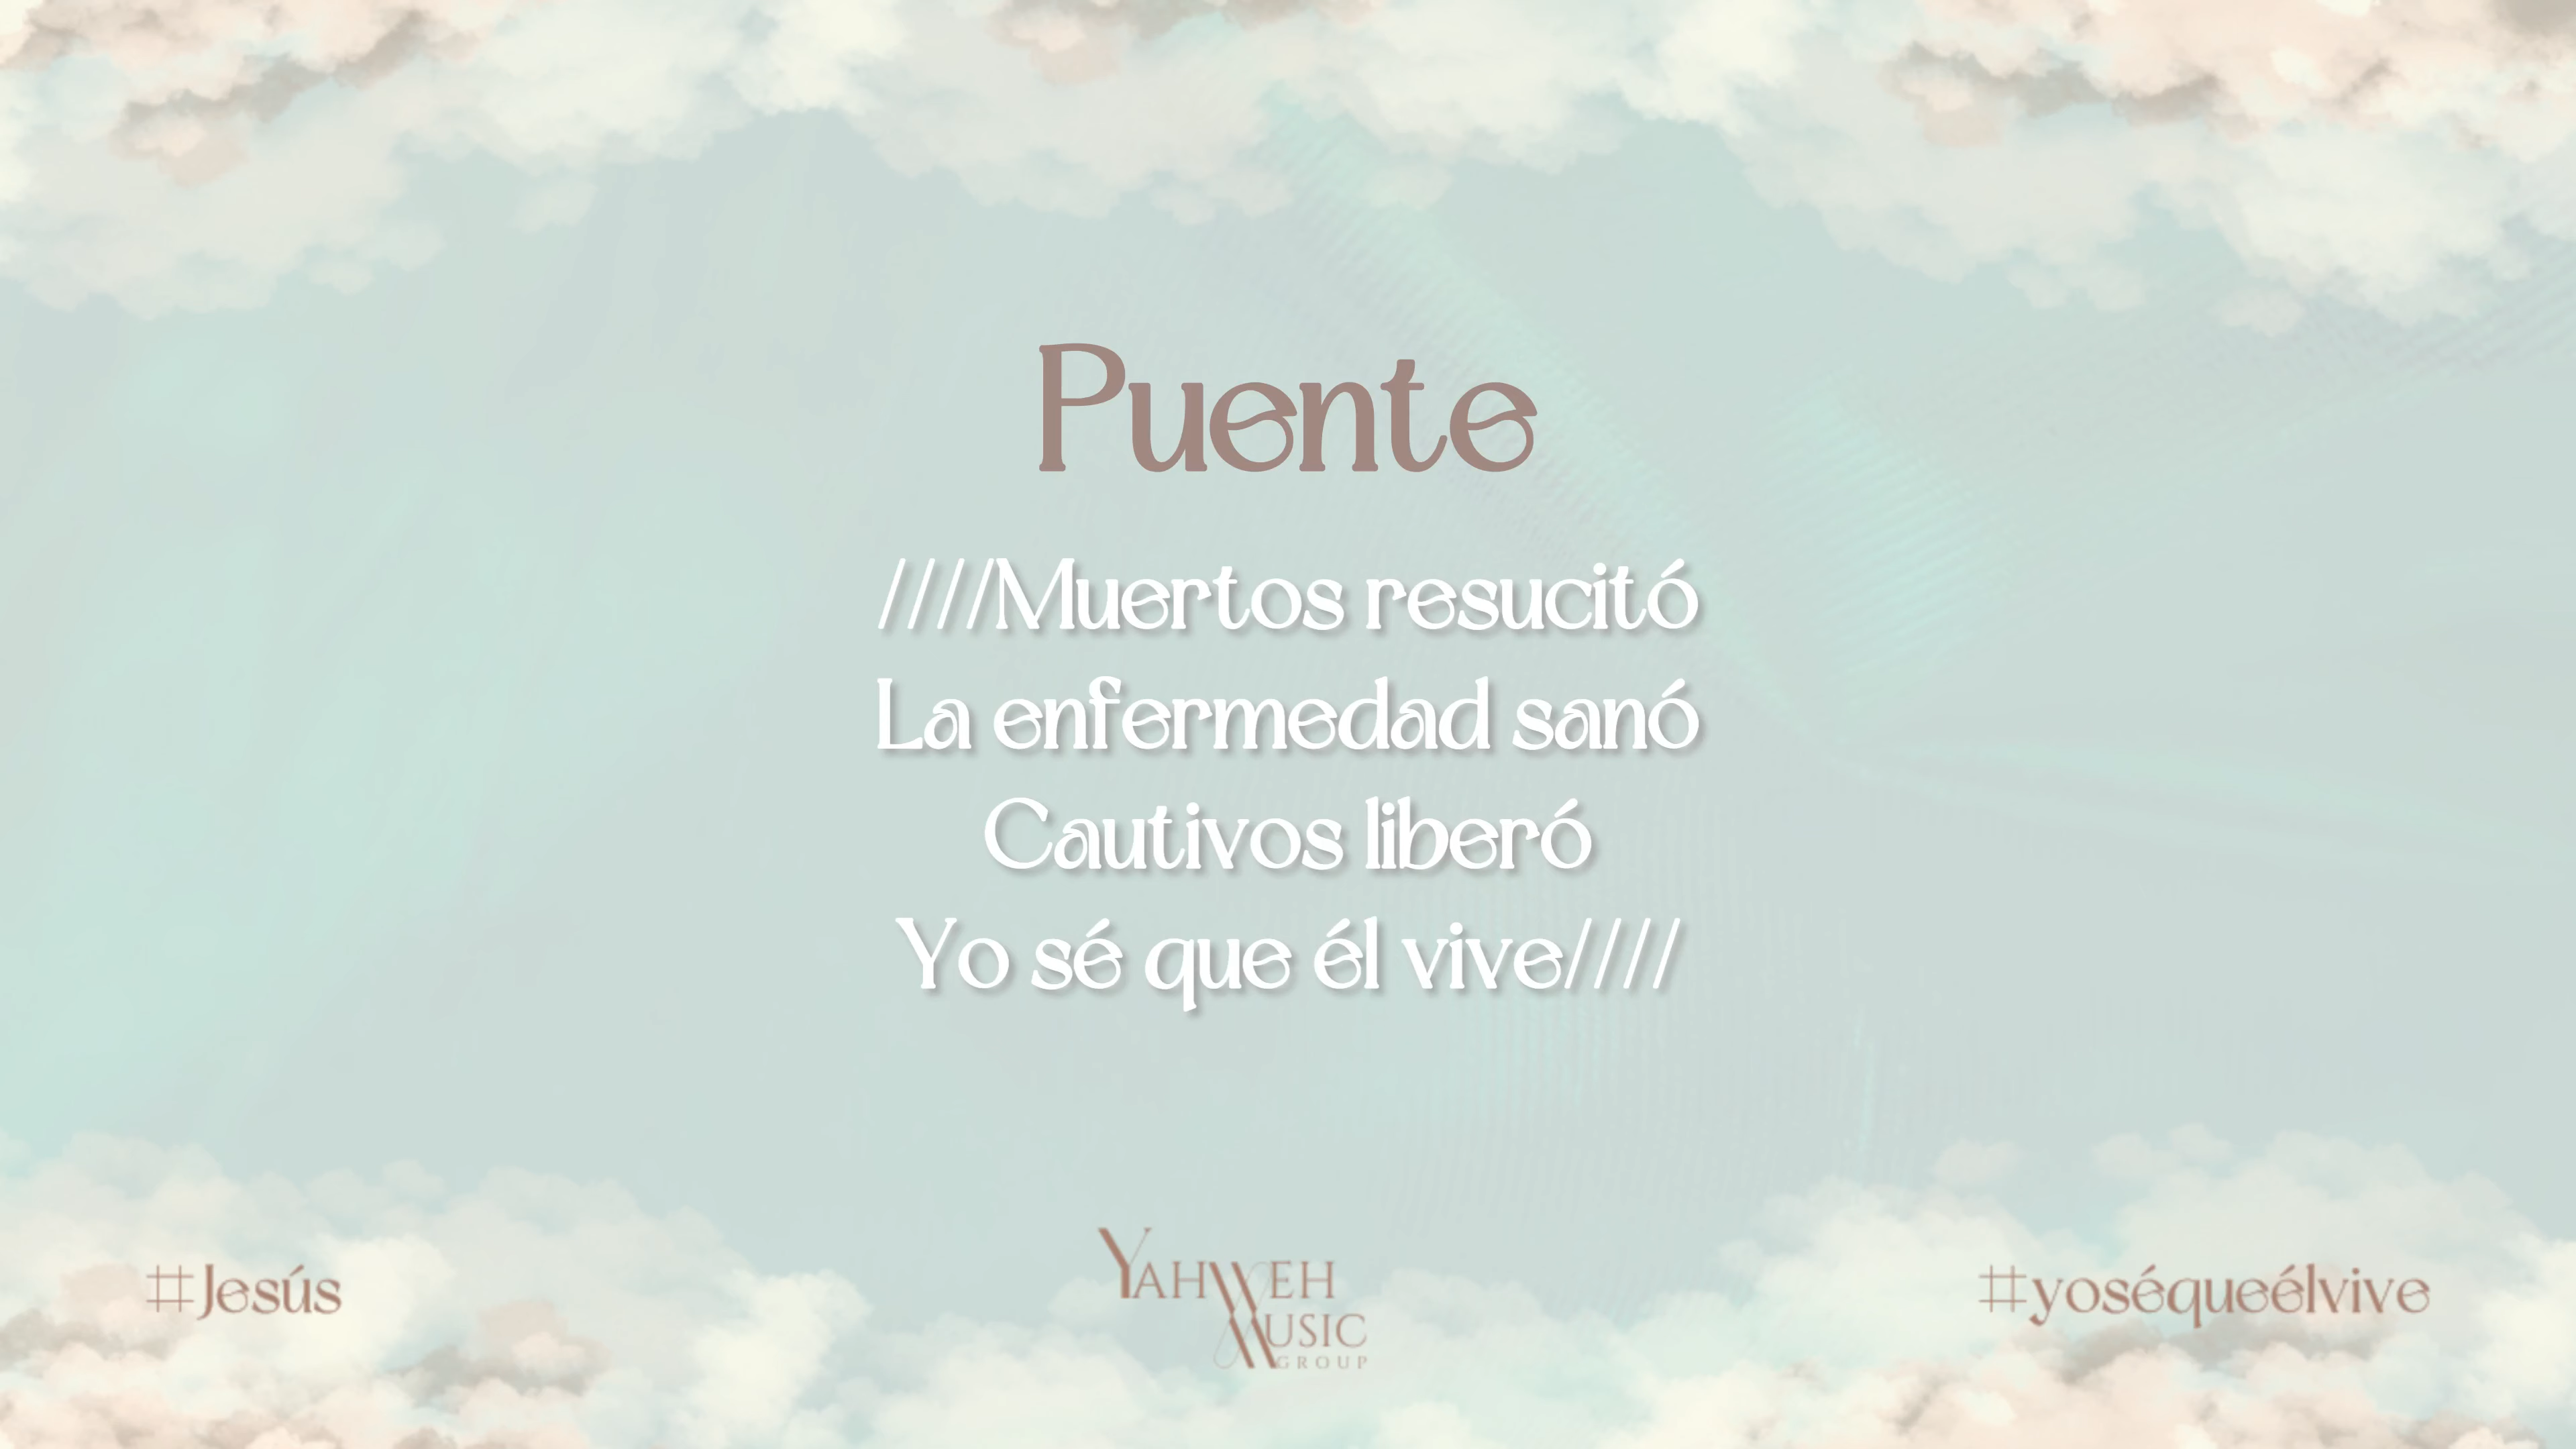 Puente
////Muertos resucitó
La enfermedad sanó
Cautivos liberó
Yo sé que él vive////
#Jesús
YAHWEH
MUSIC
GROUP
#yoséqueélvive